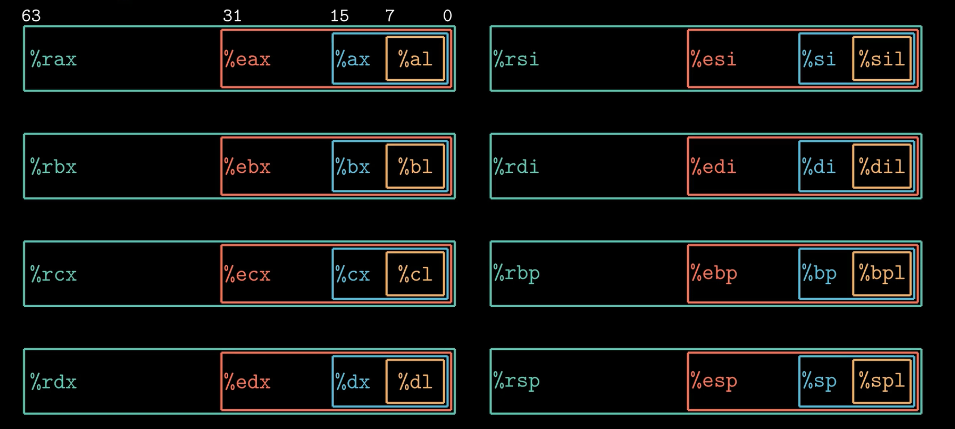 63 31 15 7 0
%rax %eax %ax %al %rsi %esi %si %sil
%rbx %ebx %bx %bl %rdi %edi %di %dil
%rcx %ecx %cx %cl %rbp %ebp %bp %bpl
%rdx %edx %dx %dl %rsp %esp %sp %spl